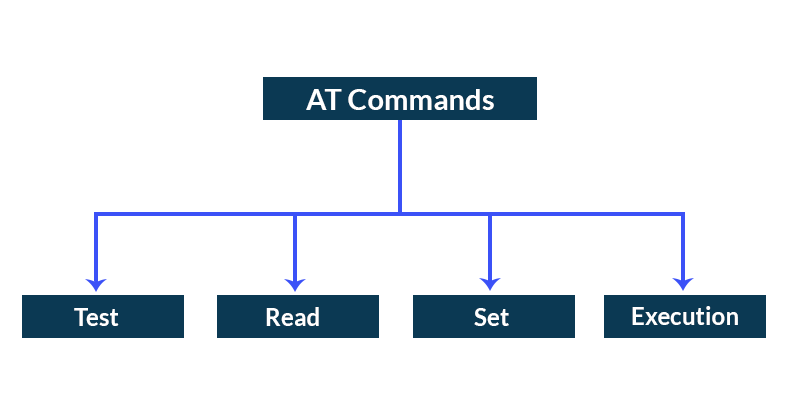 AT Commands
Test
Read
Set
Execution